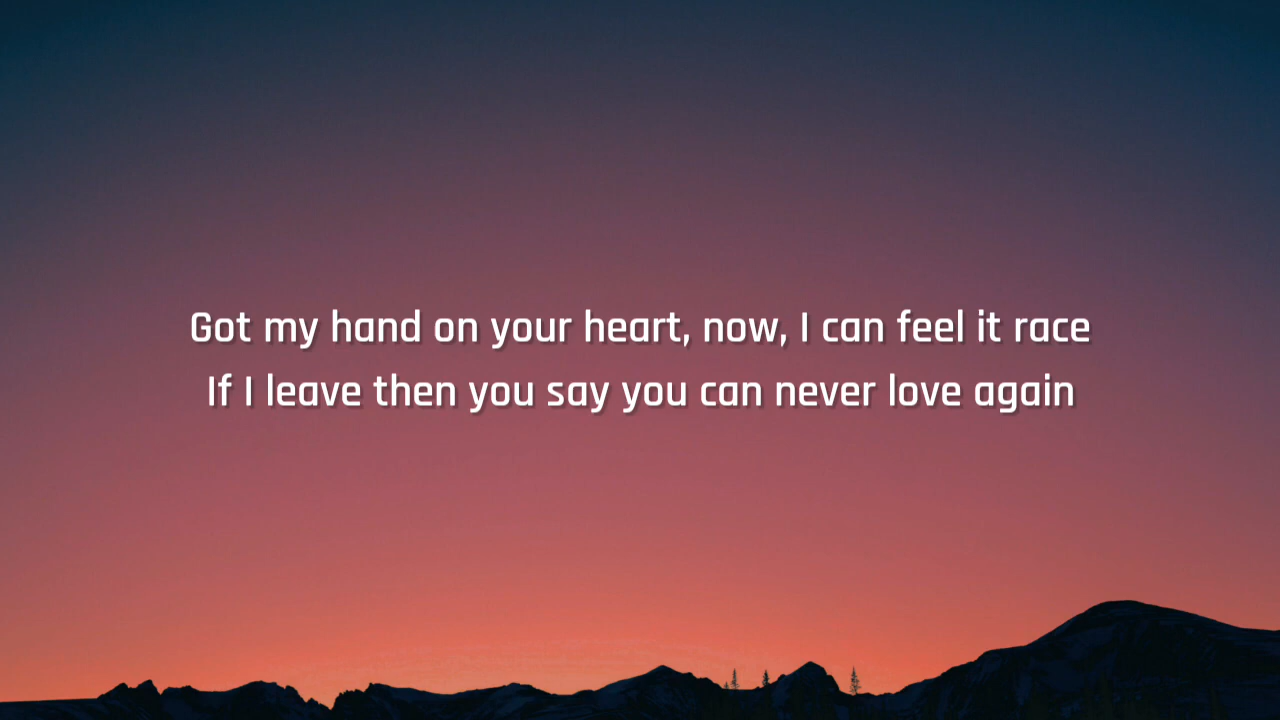 Got my hand on your heart, now, I can feel it race
If I leave then you say you can never love again